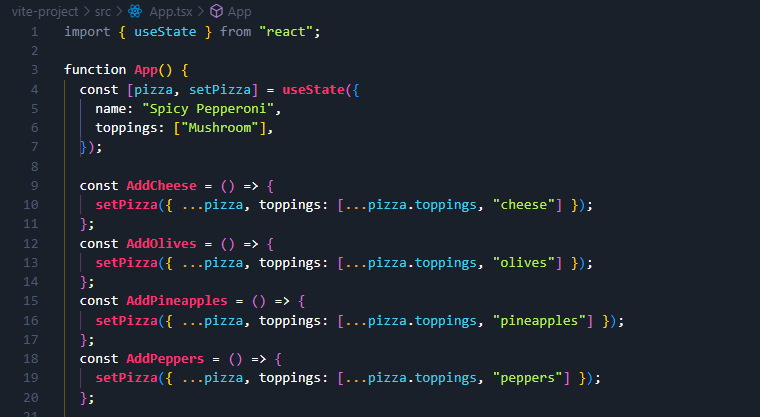 vite-project > src > App.tsx > App
1 import { useState } from "react";
2
3 function App() {
4 const [pizza, setPizza] = useState({
5 name: "Spicy Pepperoni",
6 toppings: ["Mushroom"],
7 });
8
9 const AddCheese = () => {
10 setPizza({ ...pizza, toppings: [...pizza.toppings, "cheese"] });
11 };
12 const AddOlives = () => {
13 setPizza({ ...pizza, toppings: [...pizza.toppings, "olives"] });
14 };
15 const AddPineapples = () => {
16 setPizza({ ...pizza, toppings: [...pizza.toppings, "pineapples"] });
17 };
18 const AddPeppers = () => {
19 setPizza({ ...pizza, toppings: [...pizza.toppings, "peppers"] });
20 };
21